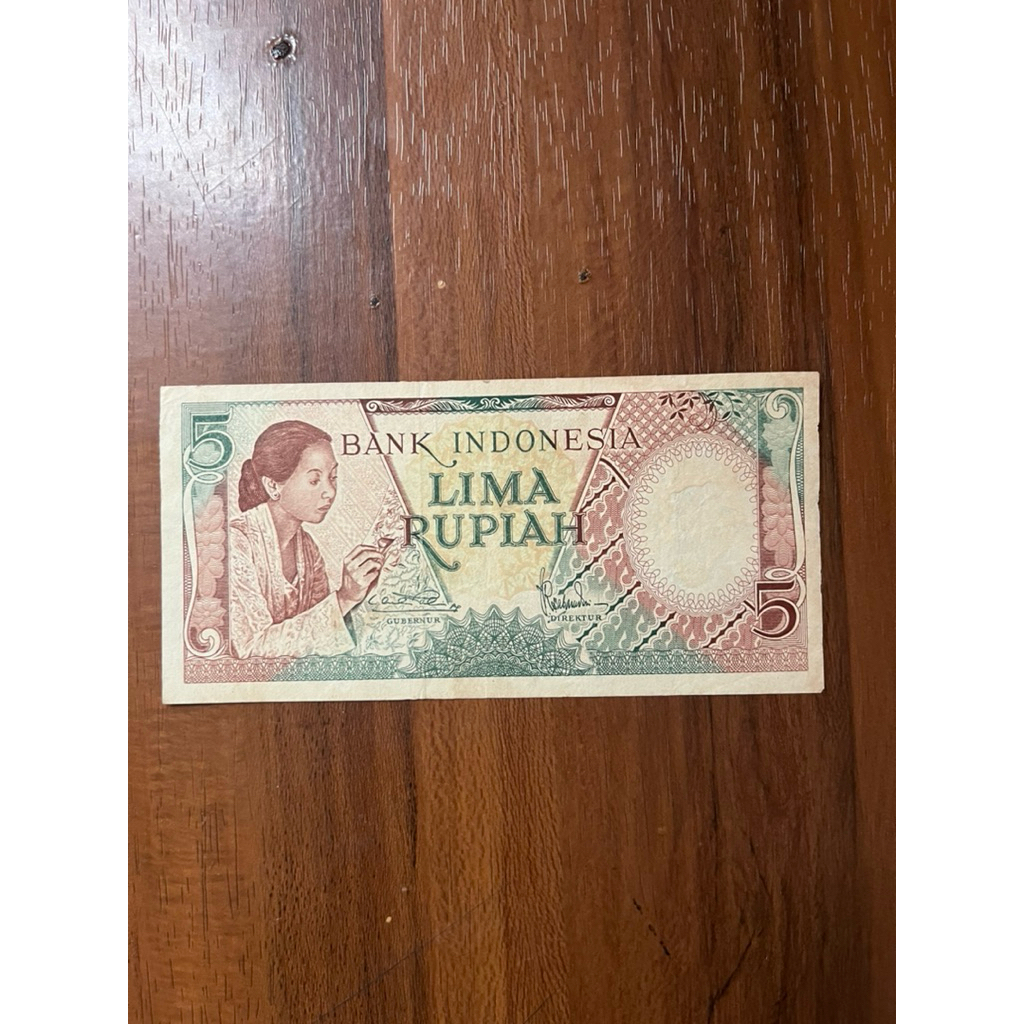 5
BANK INDONESIA
LIMA
RUPIAH
GUBERNUR
DIREKTUR
5